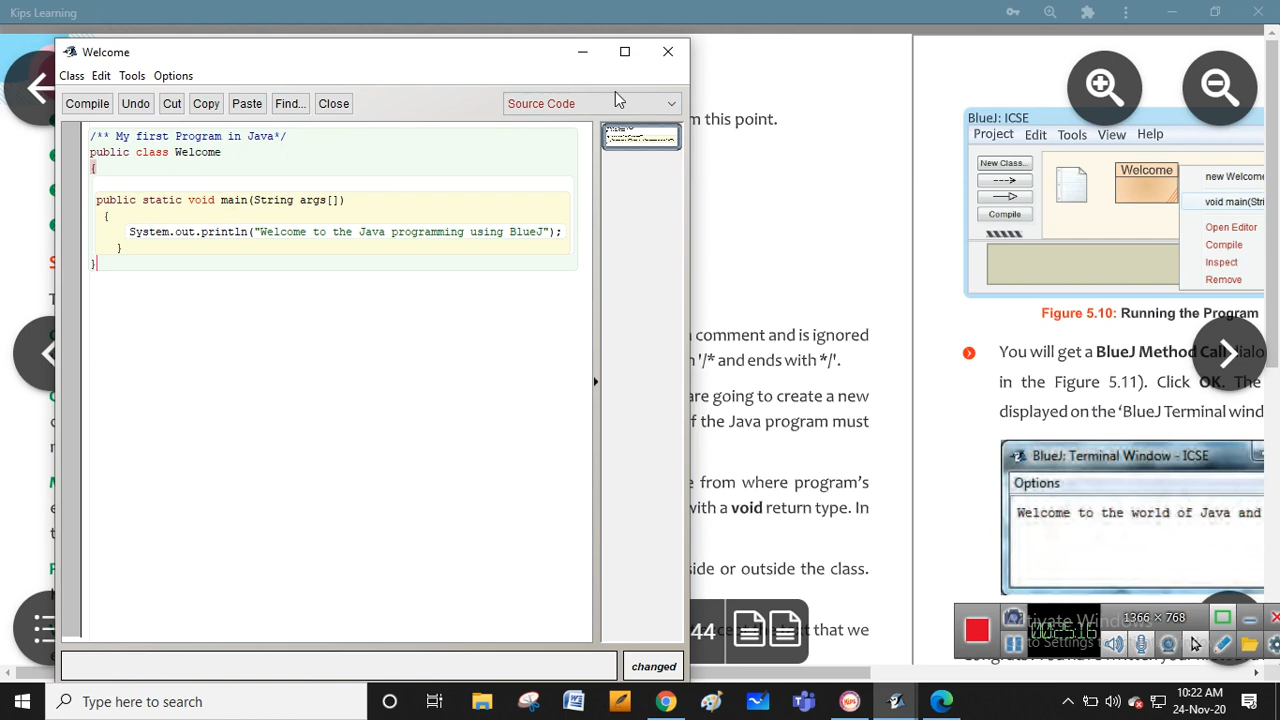 Kips Learning
Welcome
Class Edit Tools Options
Compile Undo Cut Copy Paste Find... Close
Source Code
/** My first Program in Java*/
public class Welcome
{
public static void main(String args[])
{
System.out.println("Welcome to the Java programming using BlueJ");
}
}
changed
m this point.
comment and is ignored
'/* and ends with */'.
are going to create a new
f the Java program must
e from where program's
with a void return type. In
side or outside the class.
that we
44
BlueJ: ICSE
Project Edit Tools View Help
New Class...
Compile
Welcome
new Welcome
void main(Stri
Open Editor
Compile
Inspect
Remove
Figure 5.10: Running the Program
You will get a BlueJ Method Call dialo
in the Figure 5.11). Click OK. The
displayed on the 'BlueJ Terminal wind
BlueJ: Terminal Window - ICSE
Options
Welcome to the world of Java and
1366 × 768
00:25:16
Type here to search
10:22 AM
24-Nov-20